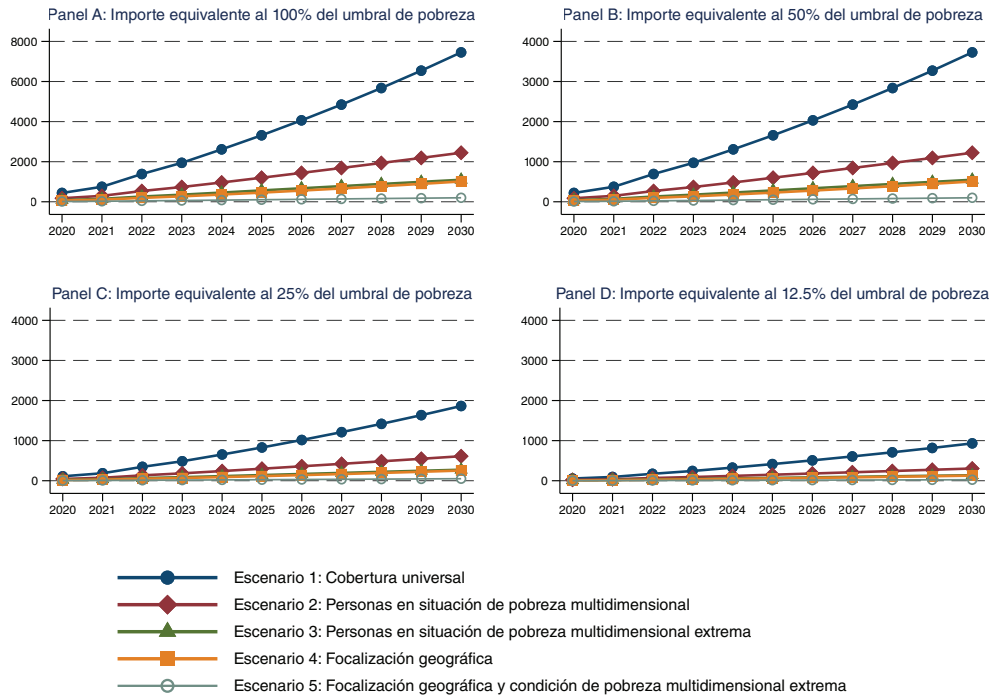 Panel A: Importe equivalente al 100% del umbral de pobreza
8000
6000
4000
2000
0
2020 2021 2022 2023 2024 2025 2026 2027 2028 2029 2030
Panel B: Importe equivalente al 50% del umbral de pobreza
4000
3000
2000
1000
0
2020 2021 2022 2023 2024 2025 2026 2027 2028 2029 2030
Panel C: Importe equivalente al 25% del umbral de pobreza
4000
3000
2000
1000
0
2020 2021 2022 2023 2024 2025 2026 2027 2028 2029 2030
Panel D: Importe equivalente al 12.5% del umbral de pobreza
4000
3000
2000
1000
0
2020 2021 2022 2023 2024 2025 2026 2027 2028 2029 2030
Escenario 1: Cobertura universal
Escenario 2: Personas en situación de pobreza multidimensional
Escenario 3: Personas en situación de pobreza multidimensional extrema
Escenario 4: Focalización geográfica
Escenario 5: Focalización geográfica y condición de pobreza multidimensional extrema